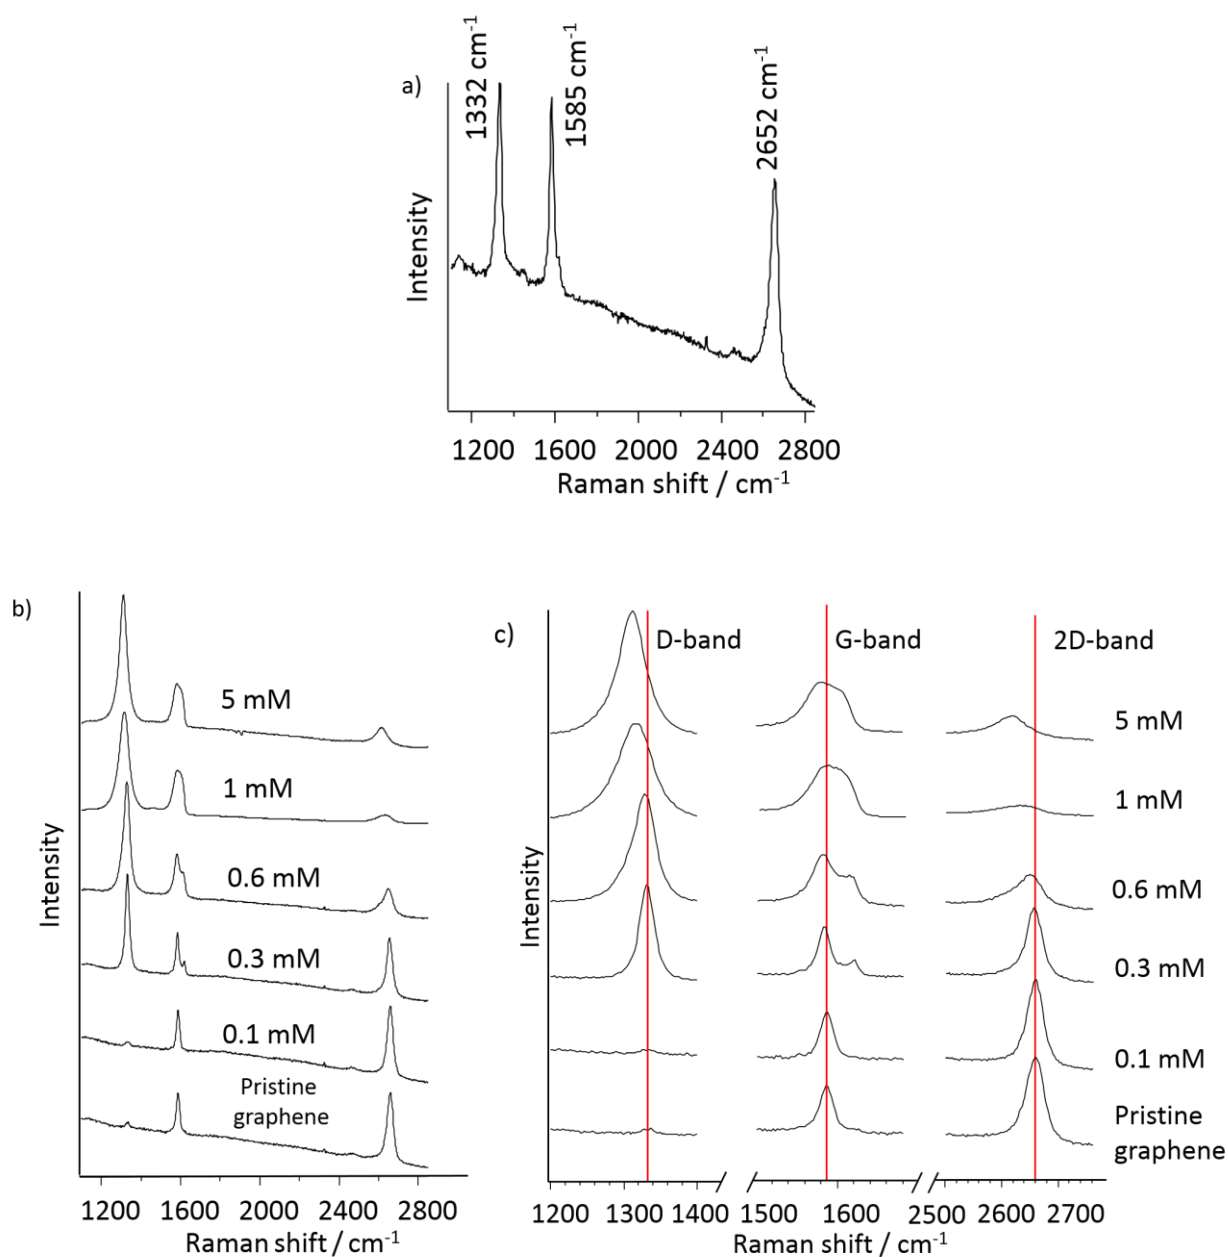 a)
1332 cm⁻¹
1585 cm⁻¹
2652 cm⁻¹
Intensity
1200 1600 2000 2400 2800
Raman shift / cm⁻¹
b)
5 mM
1 mM
0.6 mM
0.3 mM
0.1 mM
Pristine
graphene
Intensity
1200 1600 2000 2400 2800
Raman shift / cm⁻¹
c)
D-band G-band 2D-band
5 mM
1 mM
0.6 mM
0.3 mM
0.1 mM
Pristine
graphene
Intensity
1200 1300 1400 1500 1600 2500 2600 2700
Raman shift / cm⁻¹